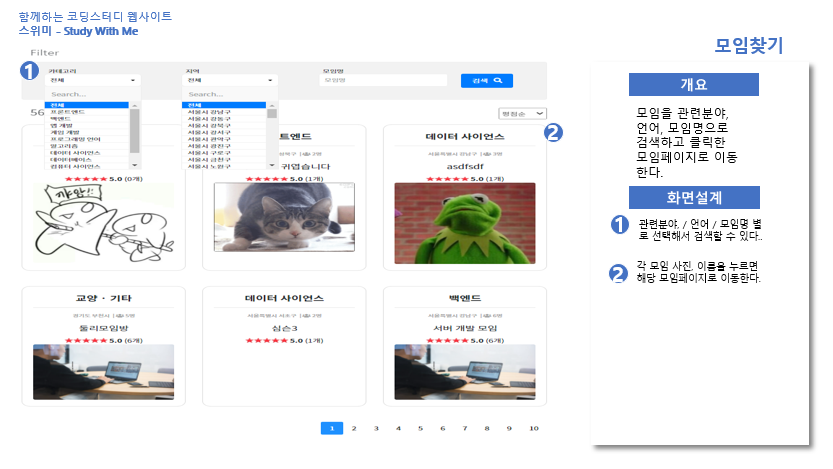 함께하는 코딩스터디 웹사이트
스위미 - Study With Me
모임찾기
Filter
1
카테고리
지역
모임명
전체
전체
모임명
검색
Search...
Search...
전체
프론트엔드
백엔드
앱 개발
게임 개발
프로그래밍 언어
알고리즘
데이터 사이언스
데이터베이스
컴퓨터 사이언스
전체
서울시 강남구
서울시 강동구
서울시 강북구
서울시 강서구
서울시 관악구
서울시 광진구
서울시 구로구
서울시 금천구
서울시 노원구
56
평점순
2
트엔드
데이터 사이언스
2명
서울특별시 강남구
2명
귀엽습니다
asdfsdf
★★★★★ 5.0 (0개)
★★★★★ 5.0 (1개)
★★★★★ 5.0 (1개)
꺄암!!
교양 · 기타
데이터 사이언스
백엔드
경기도 부천시
5명
서울특별시 서초구
2명
서울특별시 강남구
6명
둘리모임방
심슨3
서버 개발 모임
★★★★★ 5.0 (6개)
★★★★★ 5.0 (1개)
★★★★★ 5.0 (6개)
1 2 3 4 5 6 7 8 9 10
개요
모임을 관련분야,
언어, 모임명으로
검색하고 클릭한
모임페이지로 이동
한다.
화면설계
1
관련분야. / 언어 / 모임명 별
로 선택해서 검색할 수 있다..
2
각 모임 사진, 이름을 누르면
해당 모임페이지로 이동한다.